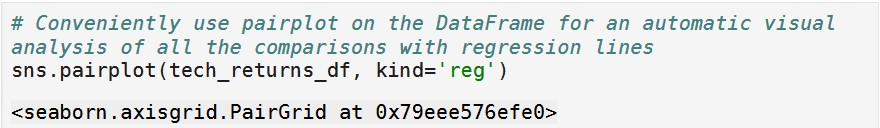 # Conveniently use pairplot on the DataFrame for an automatic visual
analysis of all the comparisons with regression lines
sns.pairplot(tech_returns_df, kind='reg')
<seaborn.axisgrid.PairGrid at 0x79eee576efe0>